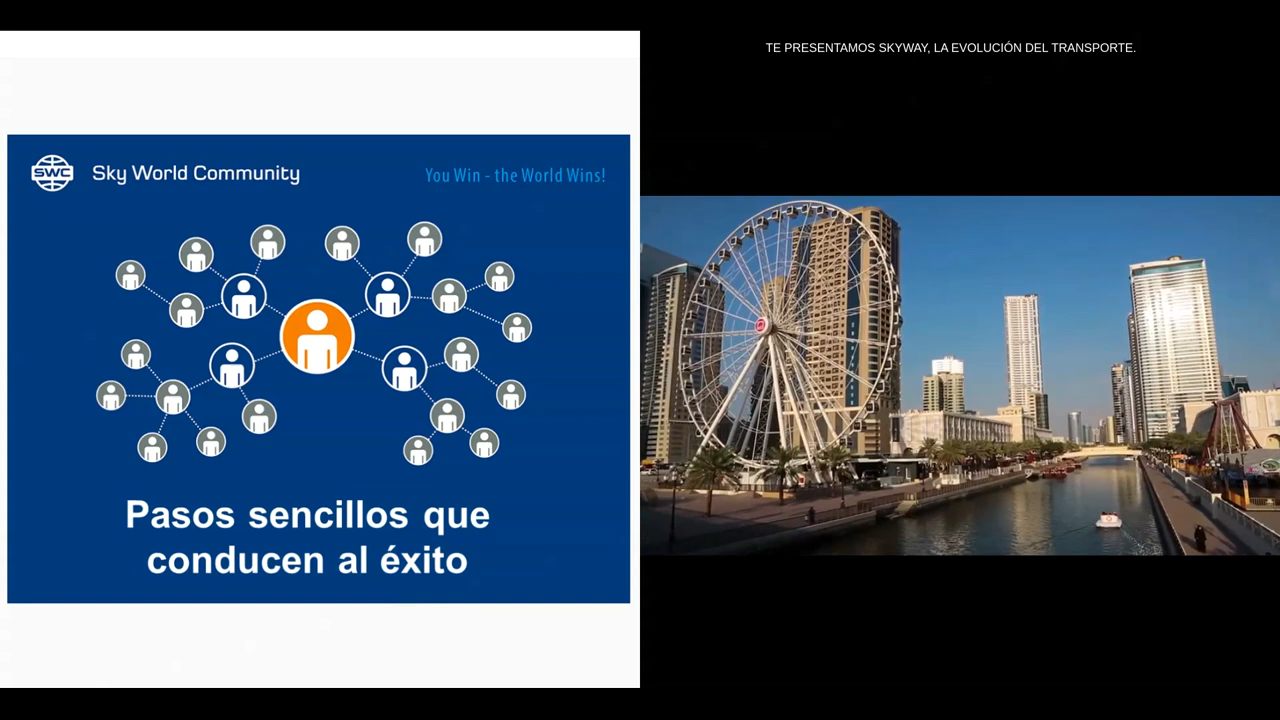 SWC
Sky World Community
You Win - the World Wins!
Pasos sencillos que
conducen al éxito
TE PRESENTAMOS SKYWAY, LA EVOLUCIÓN DEL TRANSPORTE.